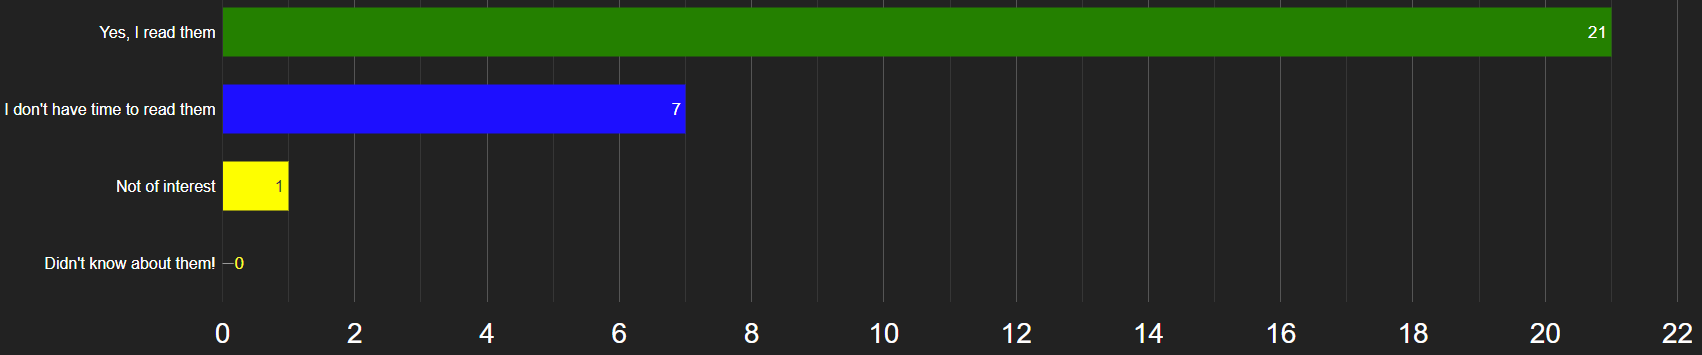 Yes, I read them 21
I don't have time to read them 7
Not of interest 1
Didn't know about them! 0
0 2 4 6 8 10 12 14 16 18 20 22